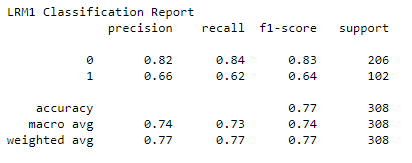 LRM1 Classification Report
precision recall f1-score support
0 0.82 0.84 0.83 206
1 0.66 0.62 0.64 102
accuracy 0.77 308
macro avg 0.74 0.73 0.74 308
weighted avg 0.77 0.77 0.77 308